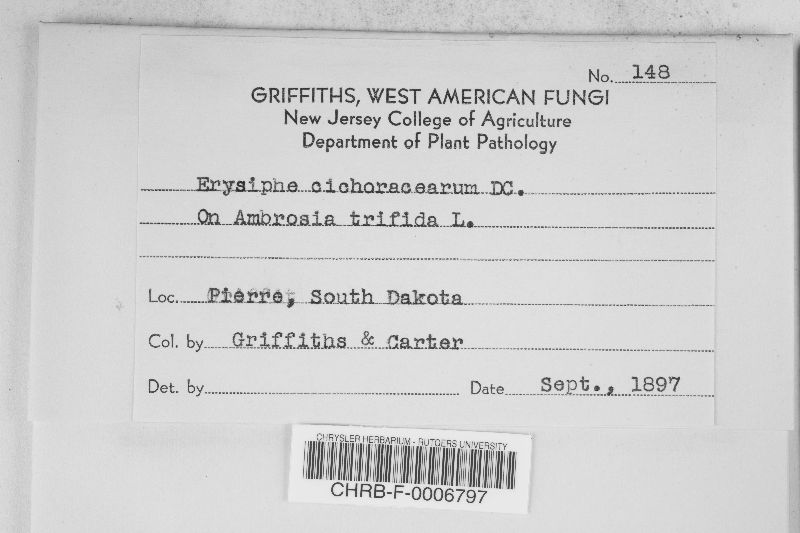 No. 148
GRIFFITHS, WEST AMERICAN FUNGI
New Jersey College of Agriculture
Department of Plant Pathology
Erysiphe cichoracearum DC.
On Ambrosia trifida L.
Loc. Pierre, South Dakota
Col. by Griffiths & Carter
Det. by
Date Sept., 1897
CHRYSLER HERBARIUM - RUTGERS UNIVERSITY
CHRB-F-0006797